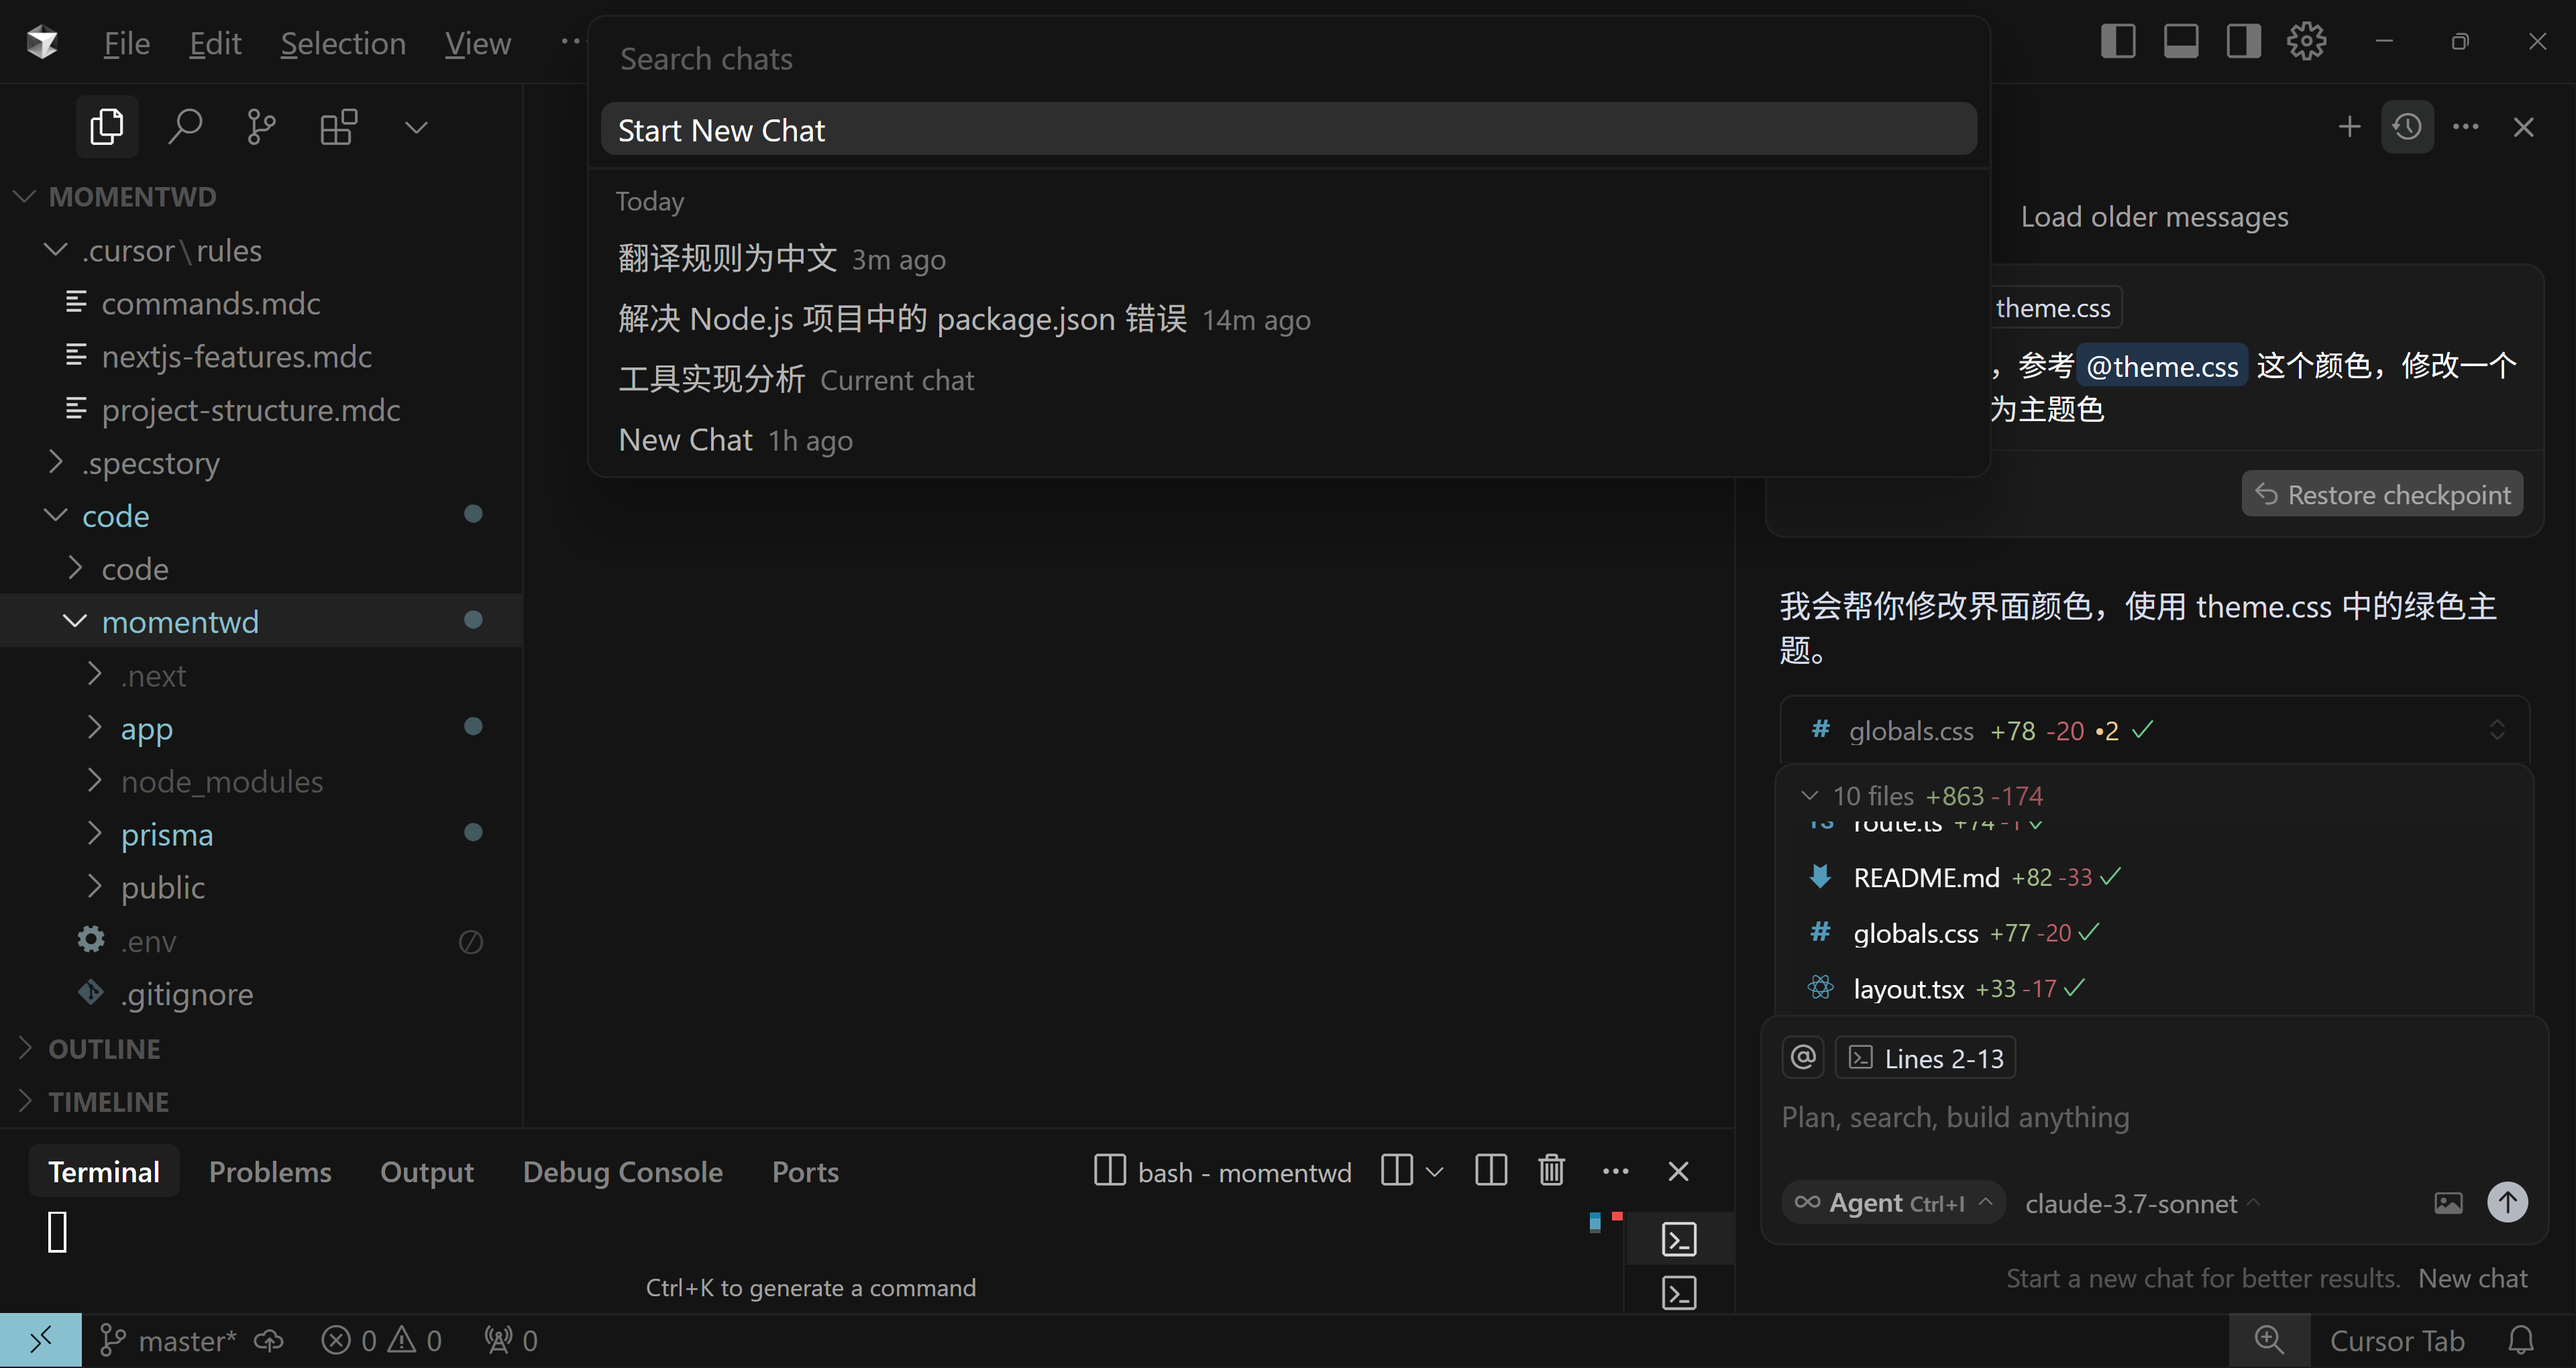 File Edit Selection View ...
Search chats
Start New Chat
Today
翻译规则为中文 3m ago
解决 Node.js 项目中的 package.json 错误 14m ago
工具实现分析 Current chat
New Chat 1h ago
MOMENTWD
.cursor\rules
commands.mdc
nextjs-features.mdc
project-structure.mdc
.specstory
code
code
momentwd
.next
app
node_modules
prisma
public
.env
.gitignore
OUTLINE
TIMELINE
Load older messages
theme.css
，参考 @theme.css 这个颜色，修改一个
为主题色
Restore checkpoint
我会帮你修改界面颜色，使用 theme.css 中的绿色主
题。
# globals.css +78 -20 •2
10 files +863 -174
TS route.ts +74 -1
README.md +82 -33
# globals.css +77 -20
layout.tsx +33 -17
@ Lines 2-13
Plan, search, build anything
Agent Ctrl+I claude-3.7-sonnet
Start a new chat for better results. New chat
Terminal Problems Output Debug Console Ports bash - momentwd
Ctrl+K to generate a command
master* 0 0 0 Cursor Tab